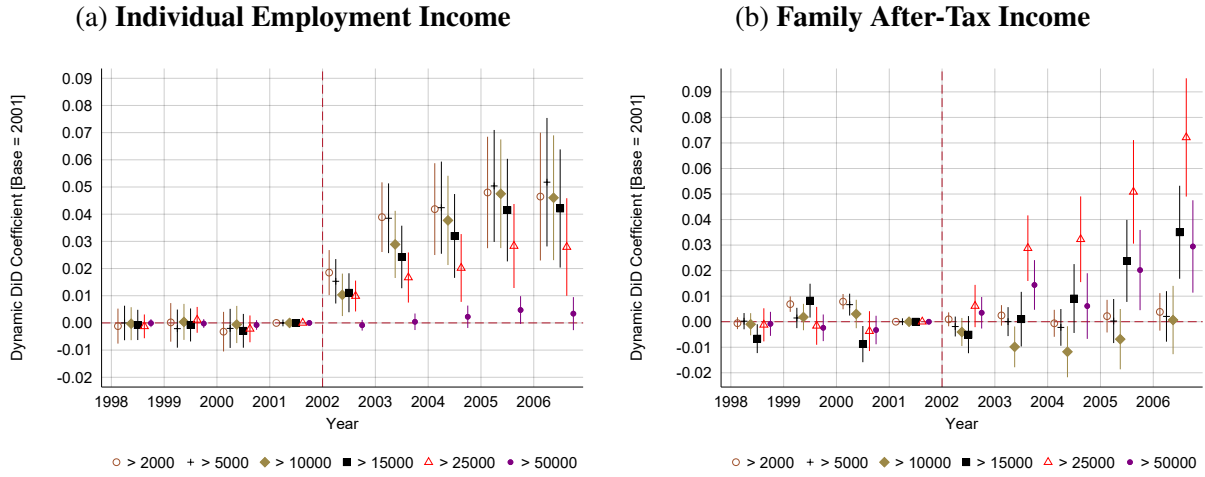 (a) Individual Employment Income
Dynamic DiD Coefficient [Base = 2001]
0.09
0.08
0.07
0.06
0.05
0.04
0.03
0.02
0.01
0.00
-0.01
-0.02
1998 1999 2000 2001 2002 2003 2004 2005 2006
Year
> 2000 > 5000 > 10000 > 15000 > 25000 > 50000
(b) Family After-Tax Income
Dynamic DiD Coefficient [Base = 2001]
0.09
0.08
0.07
0.06
0.05
0.04
0.03
0.02
0.01
0.00
-0.01
-0.02
1998 1999 2000 2001 2002 2003 2004 2005 2006
Year
> 2000 > 5000 > 10000 > 15000 > 25000 > 50000